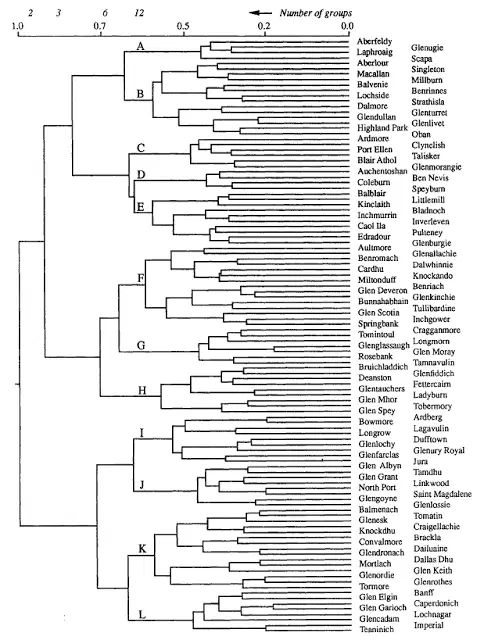 2 3 6 12 Number of groups
1.0 0.7 0.5 0.2 0.0
Aberfeldy
A Glenugie
Laphroaig
Scapa
Aberlour
Singleton
Macallan
Millburn
Balvenie
Benrianes
B Lochside
Strathisla
Dalmore
Glenturret
Glendullan
Glenlivet
Highland Park
Oban
Ardmore
Clynelish
C Port Ellen
Talisker
Blair Athol
Glenmorangie
Auchentoshan
D Ben Nevis
Coleburn
Speyburn
Balblair
Littlemill
E Kinclaith
Bladnoch
Inchmurrin
Inverleven
Caol Ila
Pulteney
Edradour
Glenburgie
Aultmore
Glenallachie
Benromach
Dalwhinnie
Cardhu
F Knockando
Miltonduff
Benriach
Glen Deveron
Glenkinchie
Bunnahabhain
Tullibardine
Glen Scotia
Inchgower
Springbank
Cragganmore
Tomintoul
Longmorn
G Glenglassaugh
Glen Moray
Rosebank
Tamnavulin
Bruichladdich
Glenfiddich
Deanston
Fettercairn
H Glentauchers
Ladyburn
Glen Mhor
Tobermory
Glen Spey
Ardberg
Bowmore
Lagavulin
I Longrow
Dufftown
Glenlochy
Glenury Royal
Glenfarclas
Jura
Glen Albyn
Tamdhu
Glen Grant
Linkwood
J North Port
Saint Magdalene
Glengoyne
Glenlossie
Balmenach
Tomatin
Glenesk
Craigellachie
Knockdhu
Brackla
Convalmore
Dailuaine
K Glendronach
Dallas Dhu
Mortlach
Glen Keith
Glenordie
Glenrothes
Tormore
Banff
Glen Elgin
Caperdonich
Glen Garioch
Lochnagar
L Glencadam
Imperial
Teaninich